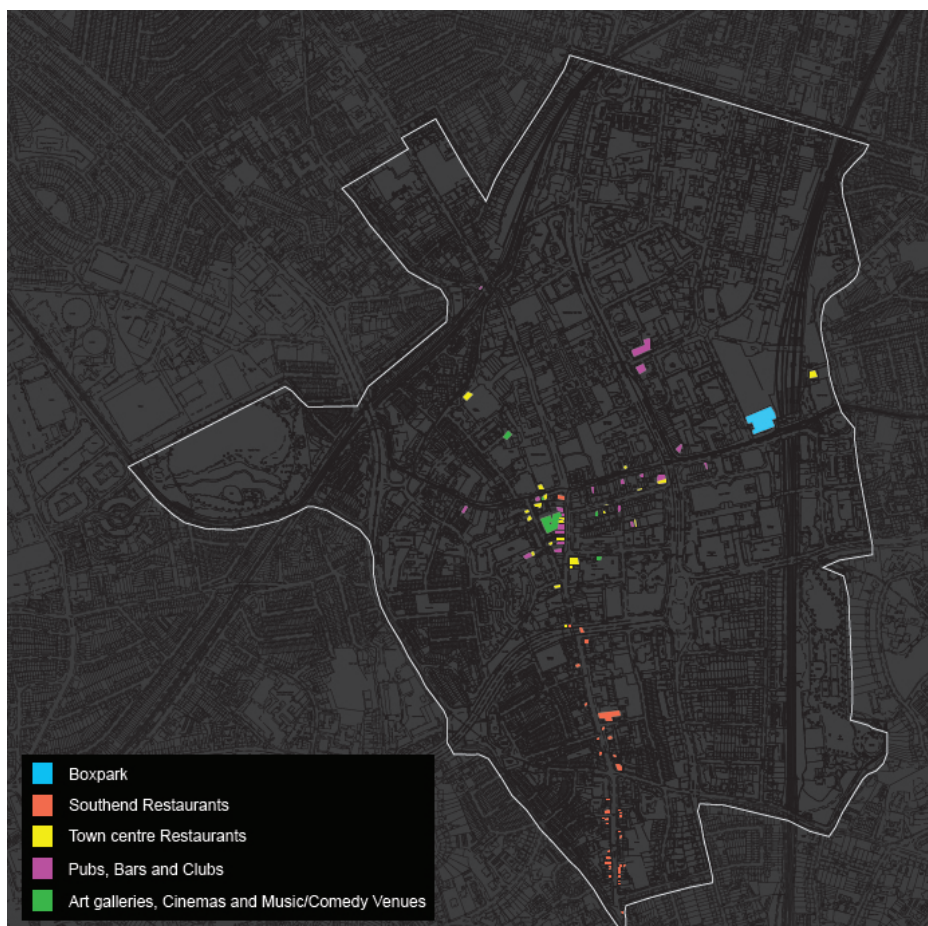 Boxpark
Southend Restaurants
Town centre Restaurants
Pubs, Bars and Clubs
Art galleries, Cinemas and Music/Comedy Venues